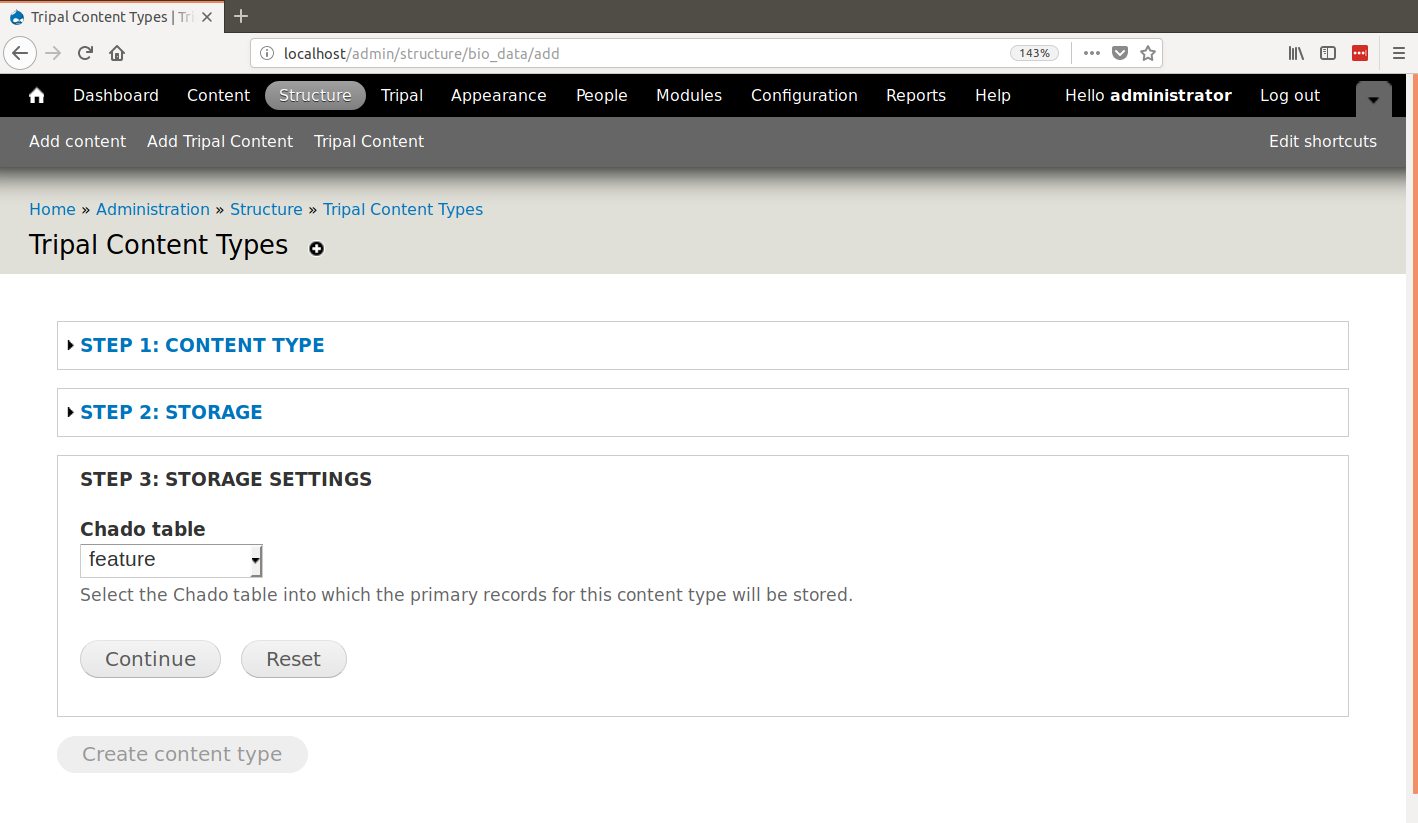 Tripal Content Types | Tri
localhost/admin/structure/bio_data/add 143%
Dashboard Content Structure Tripal Appearance People Modules Configuration Reports Help Hello administrator Log out
Add content Add Tripal Content Tripal Content Edit shortcuts
Home » Administration » Structure » Tripal Content Types
Tripal Content Types
STEP 1: CONTENT TYPE
STEP 2: STORAGE
STEP 3: STORAGE SETTINGS
Chado table
feature
Select the Chado table into which the primary records for this content type will be stored.
Continue Reset
Create content type